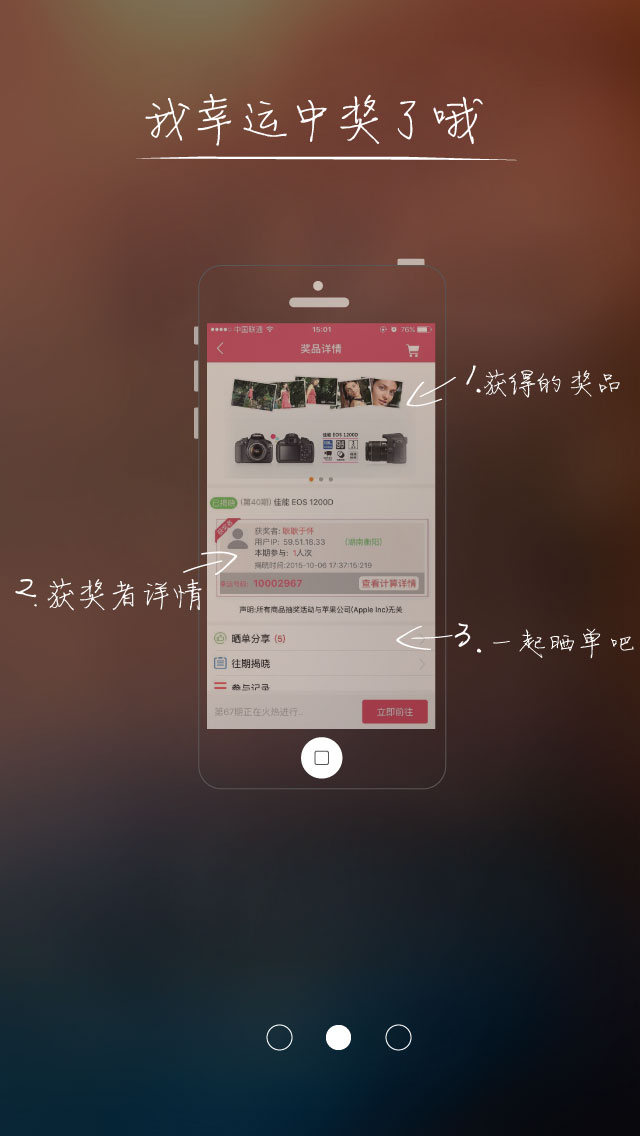 我幸运中奖了哦
中国联通 15:01 76%
奖品详情
1.获得的奖品
佳能 EOS 1200D
已揭晓 (第40期) 佳能 EOS 1200D
获奖者:
用户IP: 59.51.18.33 (湖南衡阳)
本期参与: 1人次
揭晓时间:2015-10-06 17:37:15:219
幸运号码: 10002967 查看计算详情
2.获奖者详情
声明:所有商品抽奖活动与苹果公司(Apple Inc)无关
晒单分享 (5)
3.一起晒单吧
往期揭晓
参与记录
第67期正在火热进行.. 立即前往